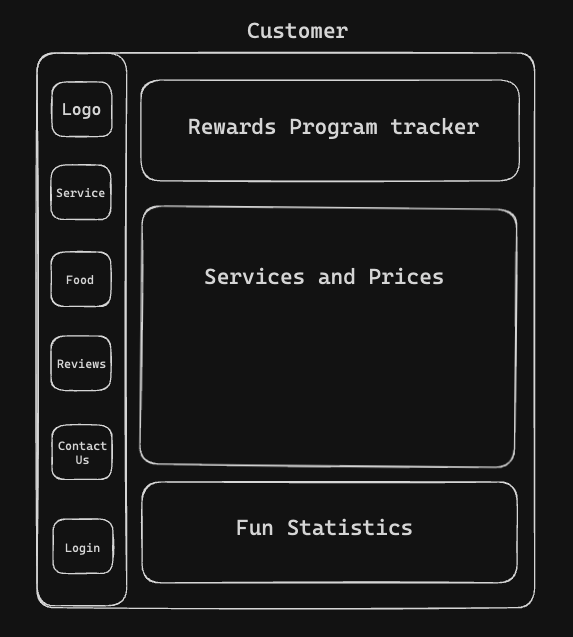 Customer
Logo
Service
Food
Reviews
Contact
Us
Login
Rewards Program tracker
Services and Prices
Fun Statistics